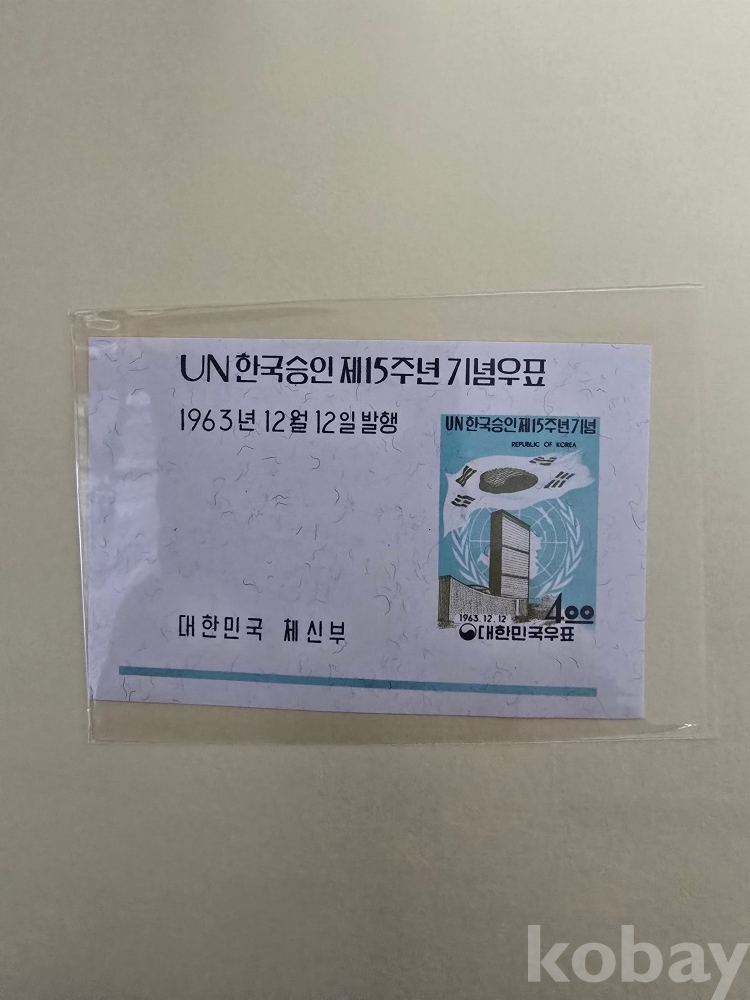 UN 한국승인 제15주년 기념우표
1963년 12월 12일 발행
UN 한국승인 제15주년 기념
REPUBLIC OF KOREA
1963.12.12
4.00
대한민국우표
대한민국 체신부
kobay